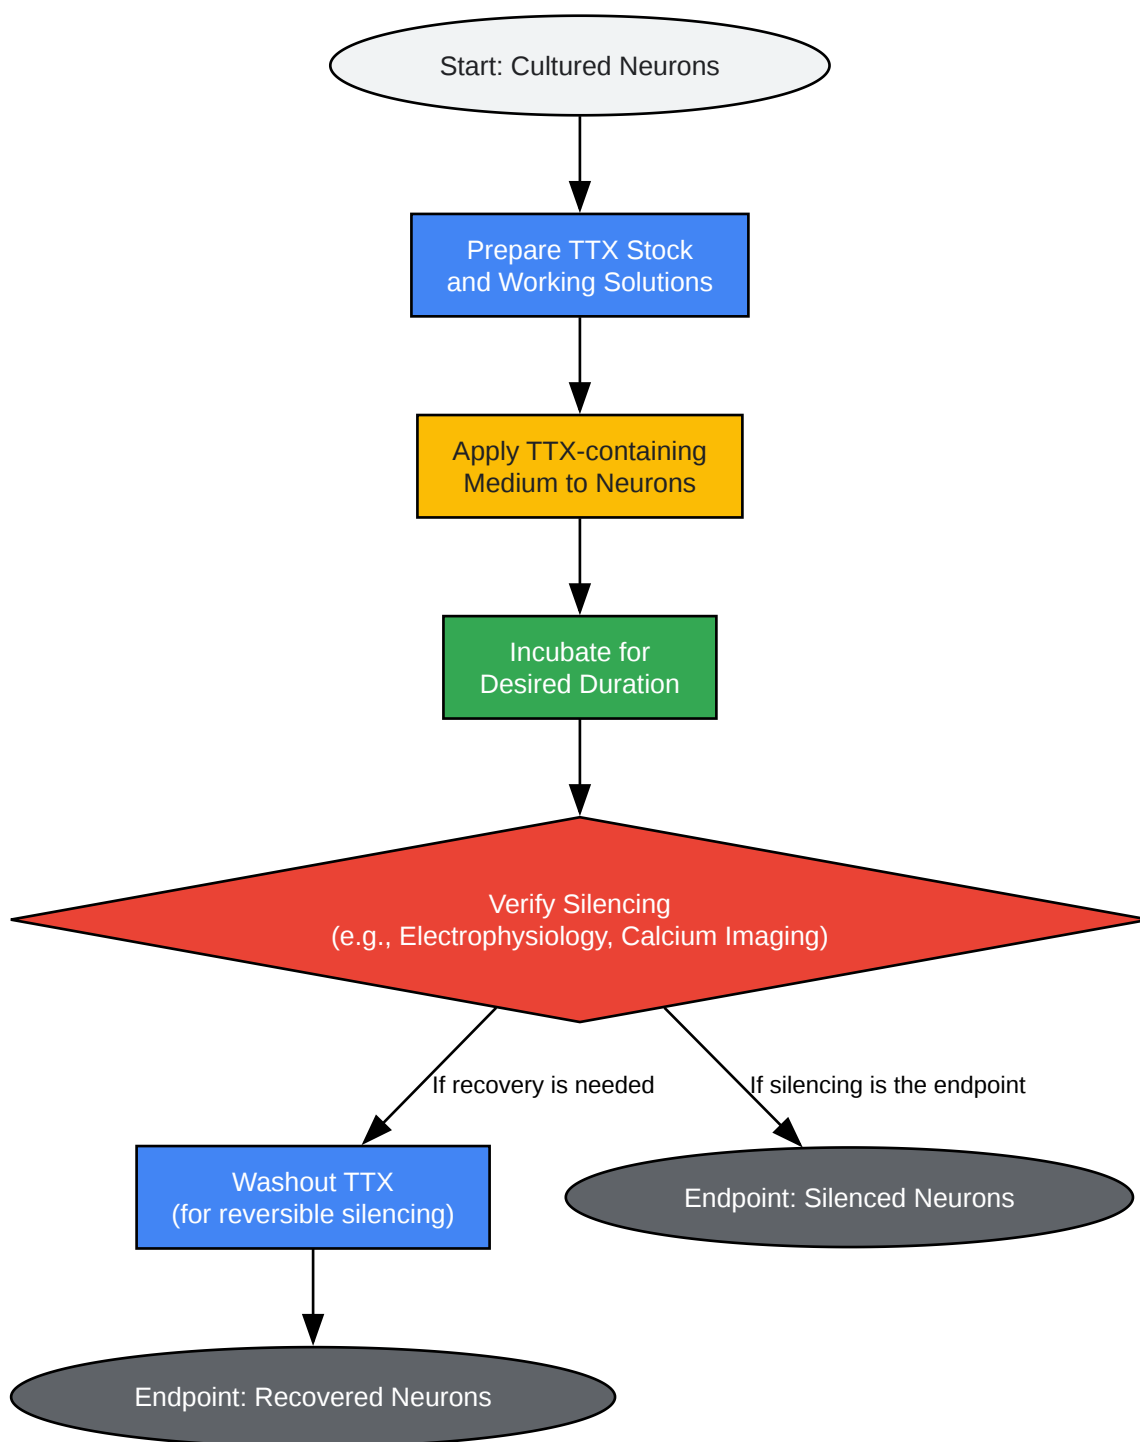 Start: Cultured Neurons
Prepare TTX Stock
and Working Solutions
Apply TTX-containing
Medium to Neurons
Incubate for
Desired Duration
Verify Silencing
(e.g., Electrophysiology, Calcium Imaging)
If recovery is needed
If silencing is the endpoint
Washout TTX
(for reversible silencing)
Endpoint: Silenced Neurons
Endpoint: Recovered Neurons